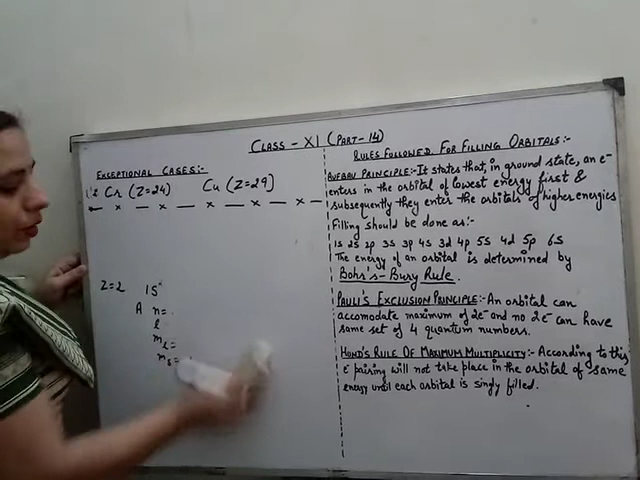 CLASS - XI (PART-14)
EXCEPTIONAL CASES:-
Cr (Z=24) Cu (Z=29)
Z=2 1S²
A n=
l
mₗ=
mₛ=
RULES FOLLOWED FOR FILLING ORBITALS:-
AUFBAU PRINCIPLE:- It states that, in ground state, an e⁻
enters in the orbital of lowest energy first &
subsequently they enter the orbitals of higher energies
Filling should be done as:-
1s 2s 2p 3s 3p 4s 3d 4p 5s 4d 5p 6s
The energy of an orbital is determined by
Bohr's-Bury Rule.
PAULI'S EXCLUSION PRINCIPLE:- An orbital can
accomodate maximum of 2e⁻ and no 2e⁻ can have
same set of 4 quantum numbers.
HUND'S RULE OF MAXIMUM MULTIPLICITY:- According to this
e⁻ pairing will not take place in the orbital of same
energy until each orbital is singly filled.